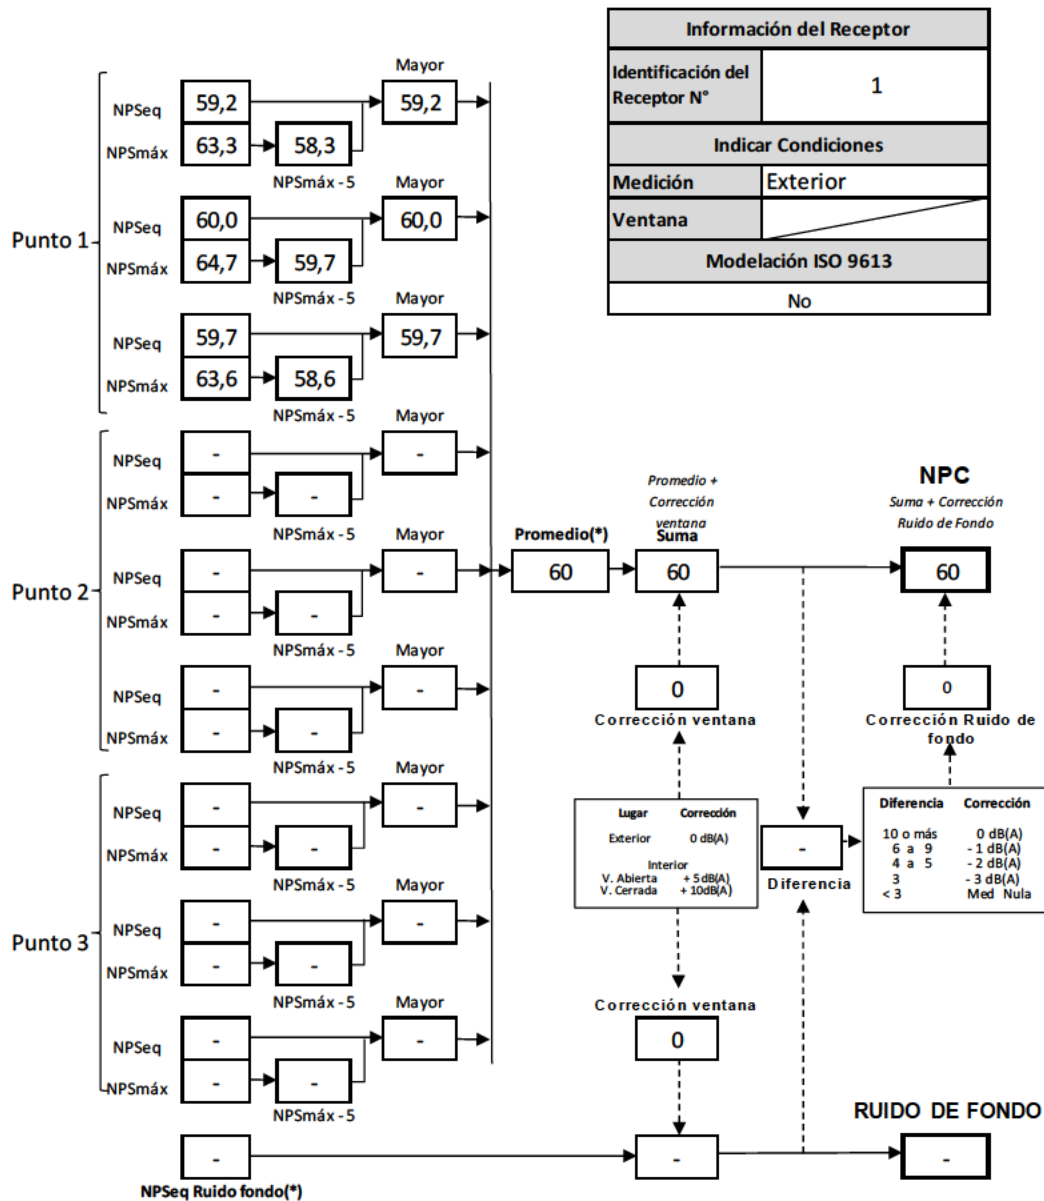 Información del Receptor
Identificación del Receptor N° 1
Indicar Condiciones
Medición Exterior
Ventana
Modelación ISO 9613
No
Punto 1
Mayor
NPSeq 59,2 59,2
NPSmáx 63,3 58,3
NPSmáx - 5
Mayor
NPSeq 60,0 60,0
NPSmáx 64,7 59,7
NPSmáx - 5
Mayor
NPSeq 59,7 59,7
NPSmáx 63,6 58,6
NPSmáx - 5
Punto 2
Mayor
NPSeq - -
NPSmáx - -
NPSmáx - 5
Mayor
NPSeq - -
NPSmáx - -
NPSmáx - 5
Mayor
NPSeq - -
NPSmáx - -
NPSmáx - 5
Punto 3
Mayor
NPSeq - -
NPSmáx - -
NPSmáx - 5
Mayor
NPSeq - -
NPSmáx - -
NPSmáx - 5
Mayor
NPSeq - -
NPSmáx - -
NPSmáx - 5
-
NPSeq Ruido fondo(*)
Promedio(*)
60
Promedio +
Corrección
ventana
Suma
60
0
Corrección ventana
Lugar Corrección
Exterior 0 dB(A)
Interior
V. Abierta + 5 dB(A)
V. Cerrada + 10dB(A)
Corrección ventana
0
-
-
Diferencia
NPC
Suma + Corrección
Ruido de Fondo
60
0
Corrección Ruido de
fondo
Diferencia Corrección
10 o más 0 dB(A)
6 a 9 - 1 dB(A)
4 a 5 - 2 dB(A)
3 - 3 dB(A)
< 3 Med Nula
RUIDO DE FONDO
-